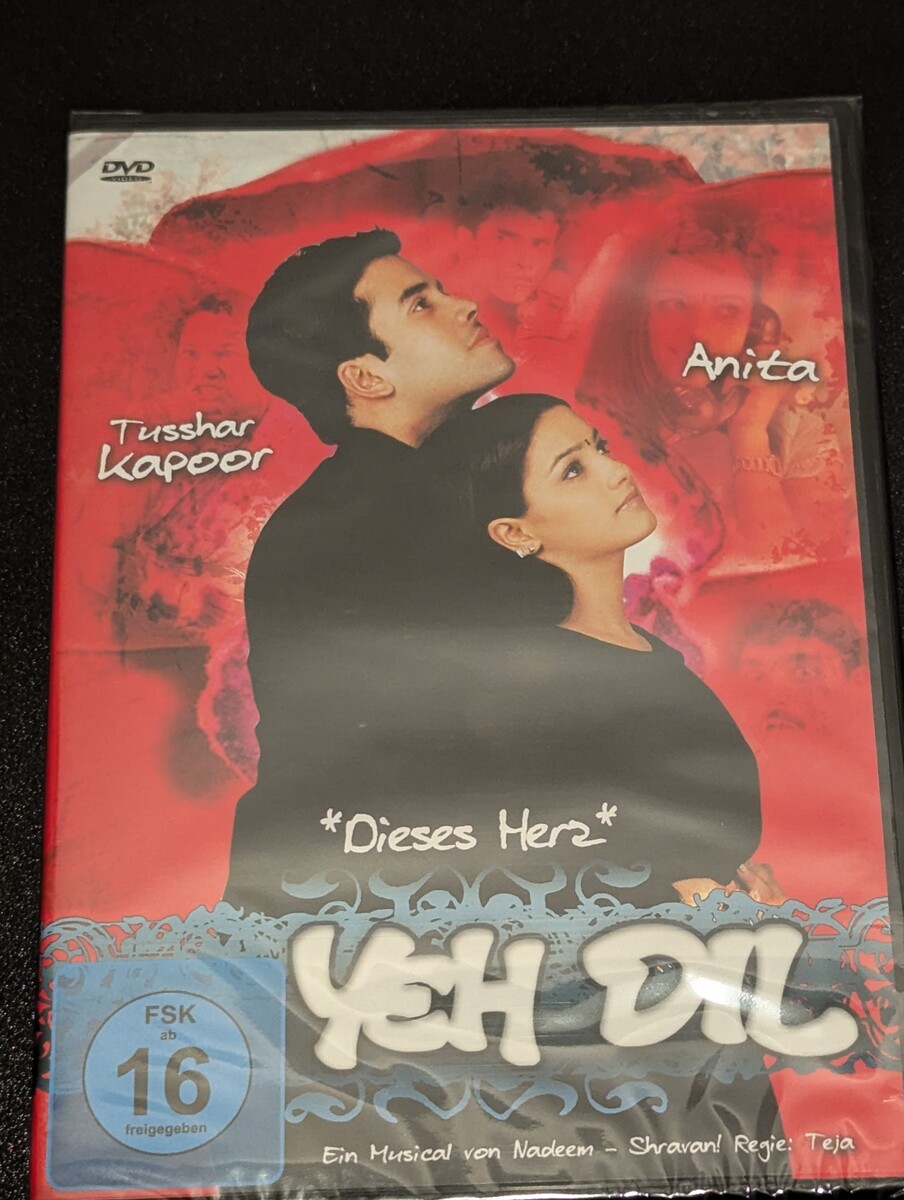 DVD
VIDEO
Anita
Tusshar
Kapoor
*Dieses Herz*
YEH DIL
FSK
ab
16
freigegeben
Ein Musical von Nadeem - Shravan! Regie: Teja